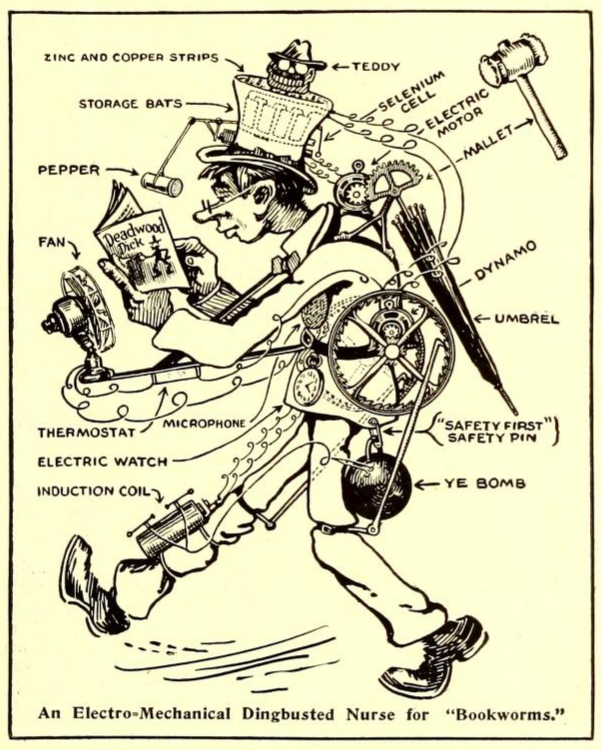 ZINC AND COPPER STRIPS
TEDDY
STORAGE BATS
SELENIUM
CELL
ELECTRIC
MOTOR
MALLET
PEPPER
Deadwood
Dick
FAN
DYNAMO
UMBREL
THERMOSTAT
MICROPHONE
("SAFETY FIRST")
SAFETY PIN
ELECTRIC WATCH
INDUCTION COIL
YE BOMB
An Electro-Mechanical Dingbusted Nurse for "Bookworms."